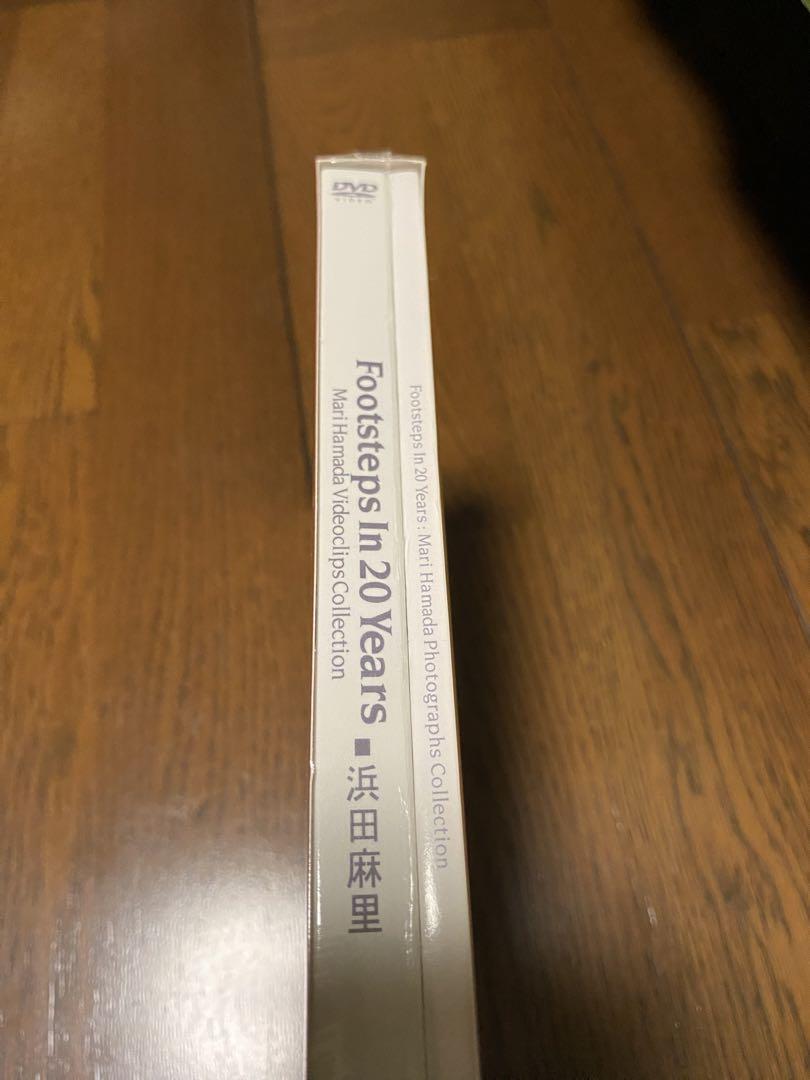 DVD
VIDEO
Footsteps In 20 Years ■ 浜田麻里
Mari Hamada Videoclips Collection
Footsteps In 20 Years : Mari Hamada Photographs Collection